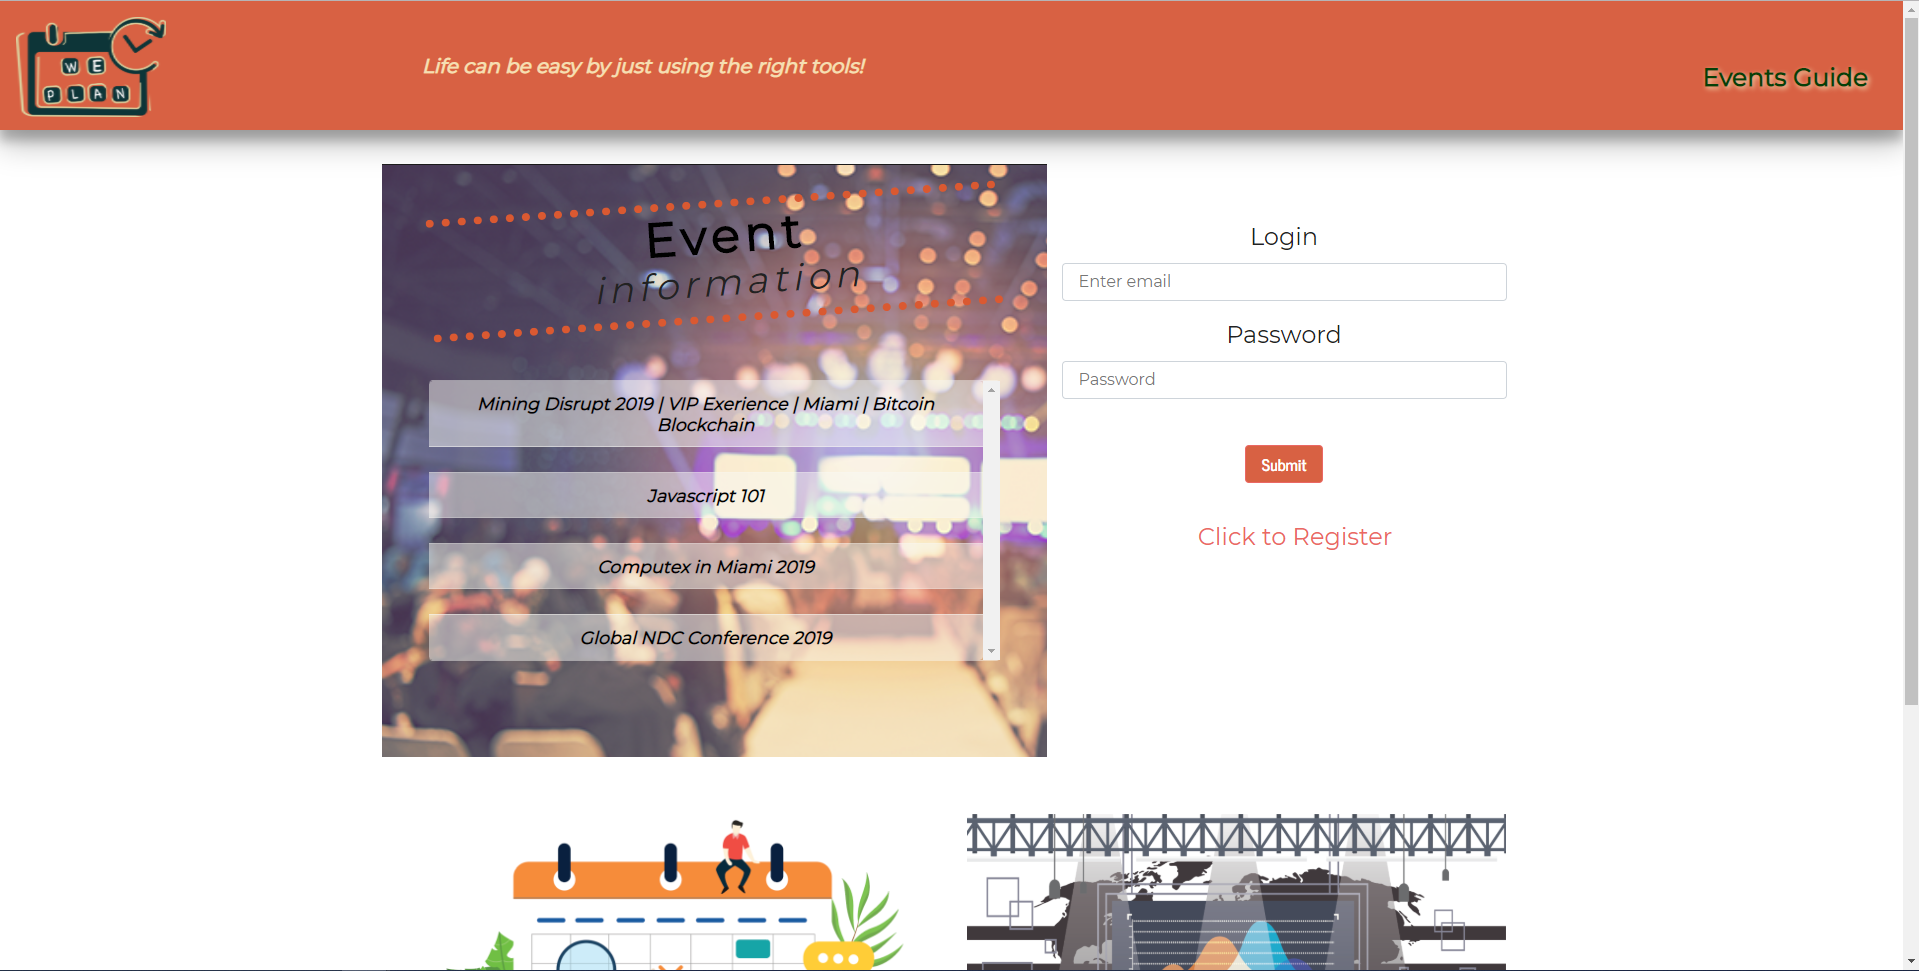 WE
PLAN
Life can be easy by just using the right tools!
Events Guide
Event
information
Mining Disrupt 2019 | VIP Exerience | Miami | Bitcoin
Blockchain
Javascript 101
Computex in Miami 2019
Global NDC Conference 2019
Login
Enter email
Password
Password
Submit
Click to Register